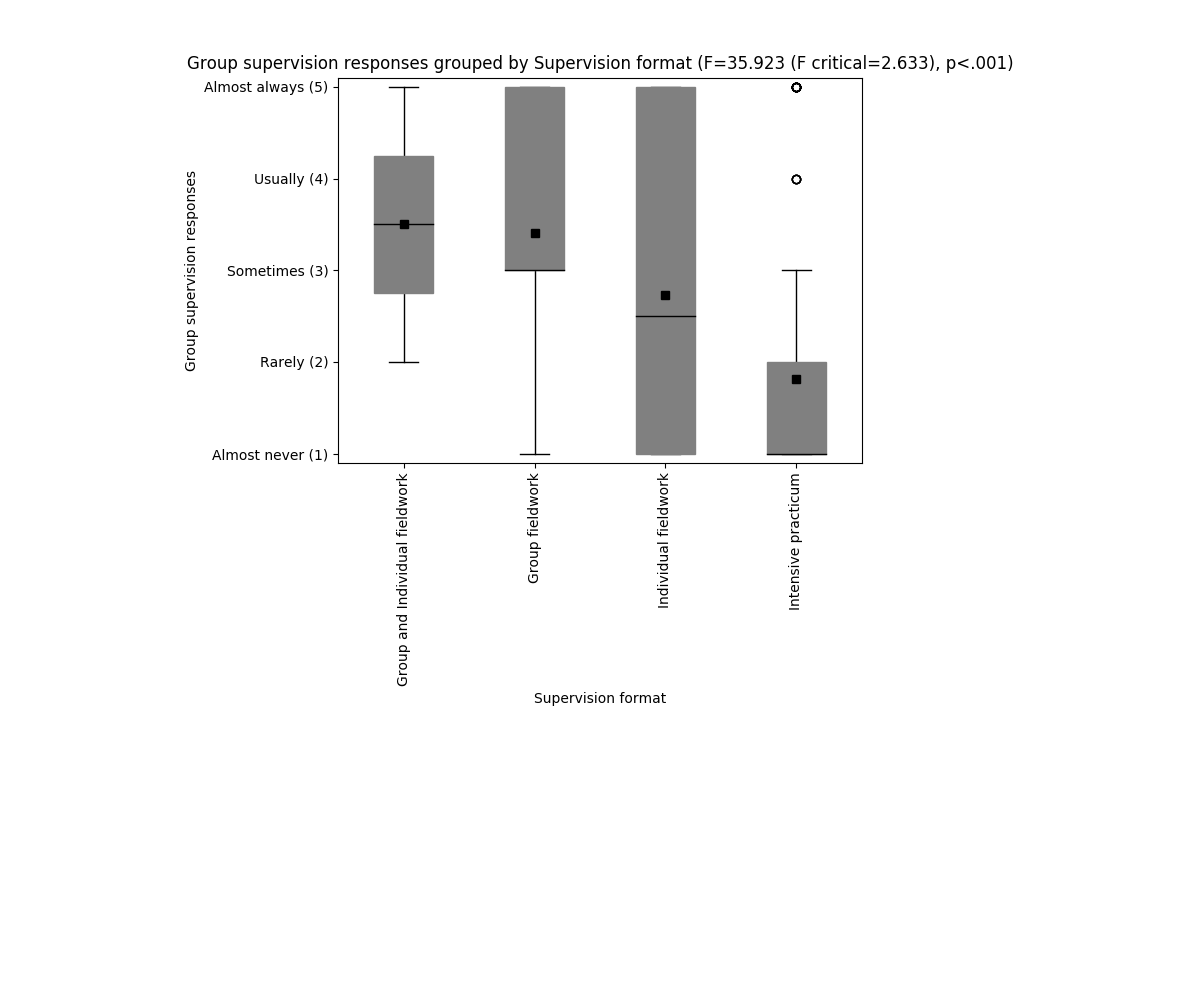 Group supervision responses grouped by Supervision format (F=35.923 (F critical=2.633), p<.001)
Almost always (5)
Usually (4)
Sometimes (3)
Rarely (2)
Almost never (1)
Group supervision responses
Group and Individual fieldwork
Group fieldwork
Individual fieldwork
Intensive practicum
Supervision format